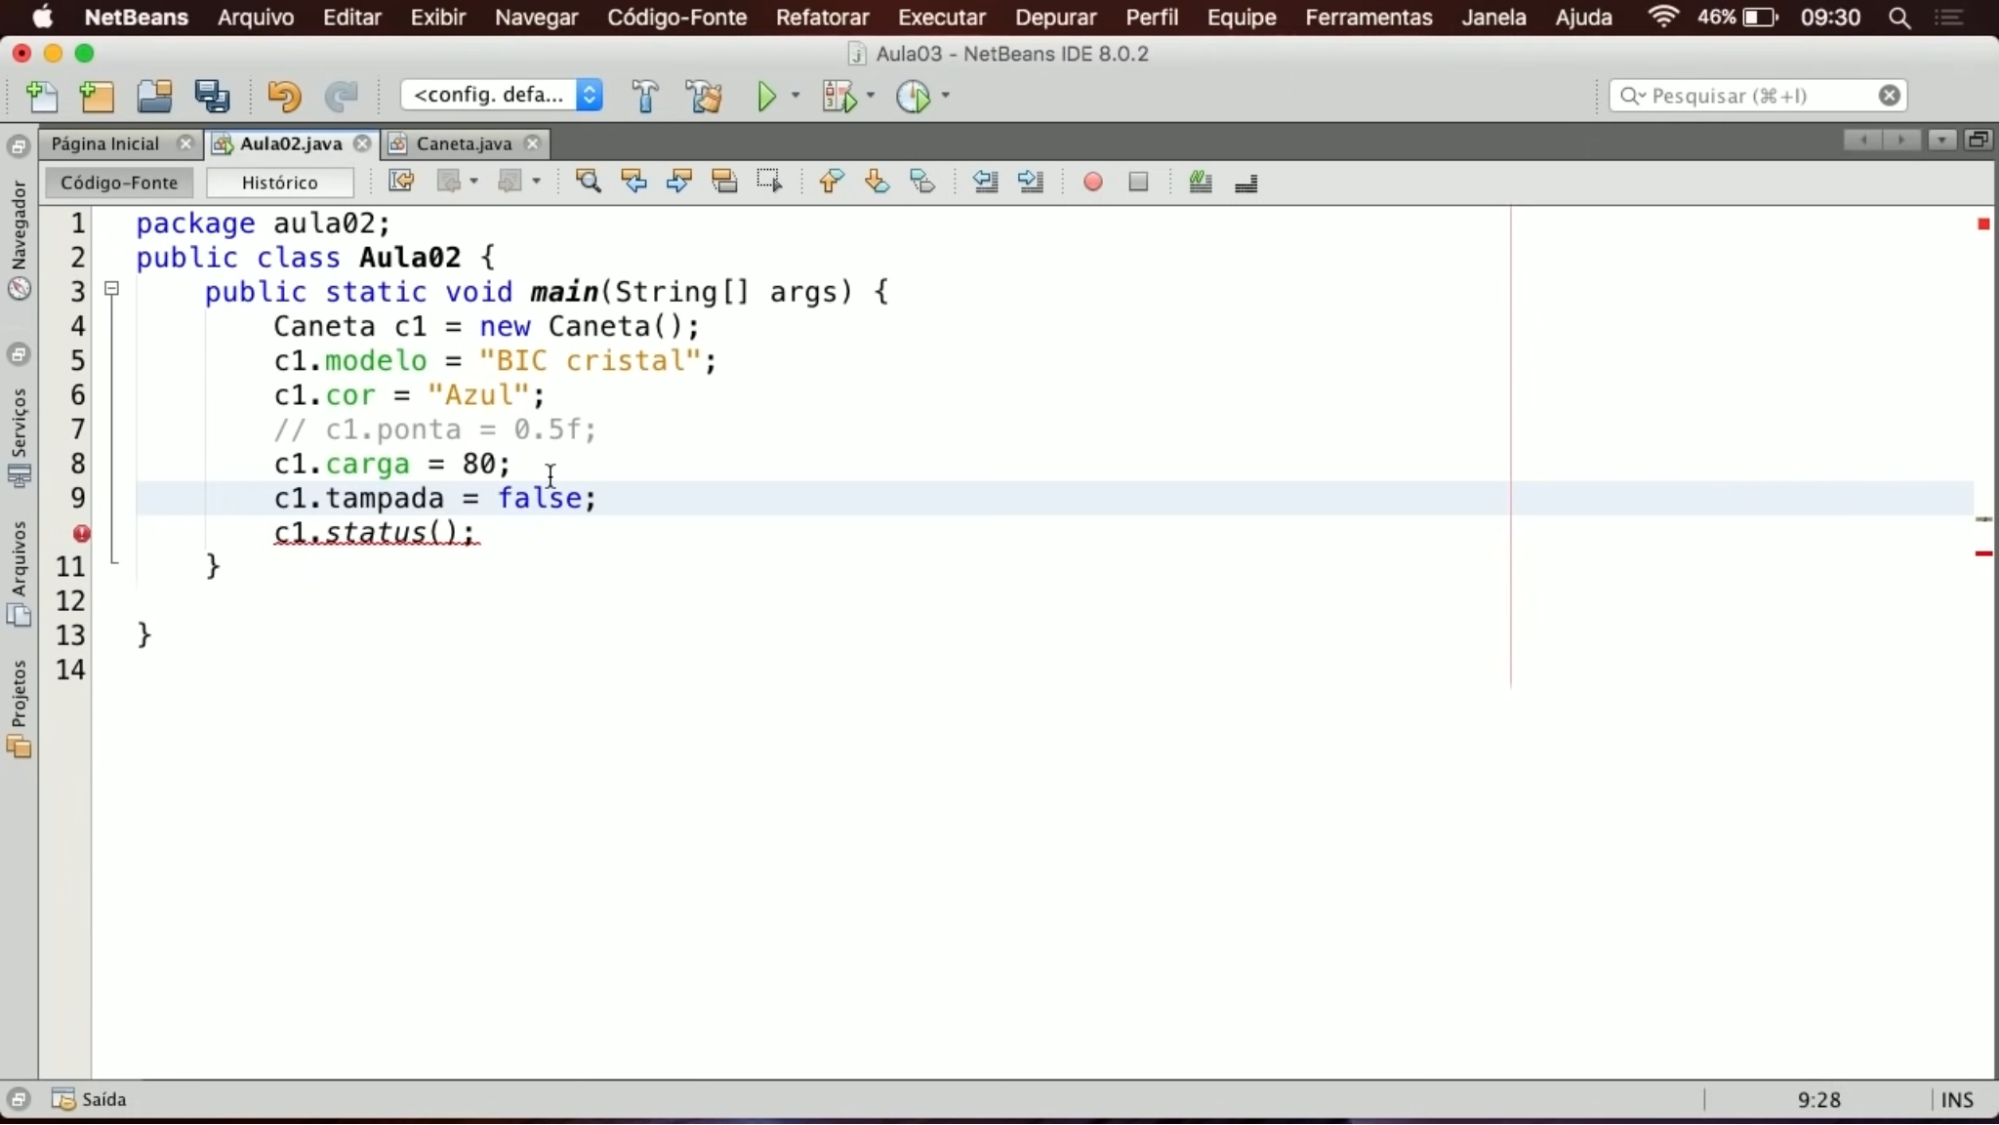 NetBeans Arquivo Editar Exibir Navegar Código-Fonte Refatorar Executar Depurar Perfil Equipe Ferramentas Janela Ajuda 46% 09:30
Aula03 - NetBeans IDE 8.0.2
<config. defa... Pesquisar (⌘+I)
Página Inicial Aula02.java Caneta.java
Código-Fonte Histórico
Navegador
Serviços
Arquivos
Projetos
1 package aula02;
2 public class Aula02 {
3 public static void main(String[] args) {
4 Caneta c1 = new Caneta();
5 c1.modelo = "BIC cristal";
6 c1.cor = "Azul";
7 // c1.ponta = 0.5f;
8 c1.carga = 80;
9 c1.tampada = false;
c1.status();
11 }
12
13 }
14
Saída 9:28 INS